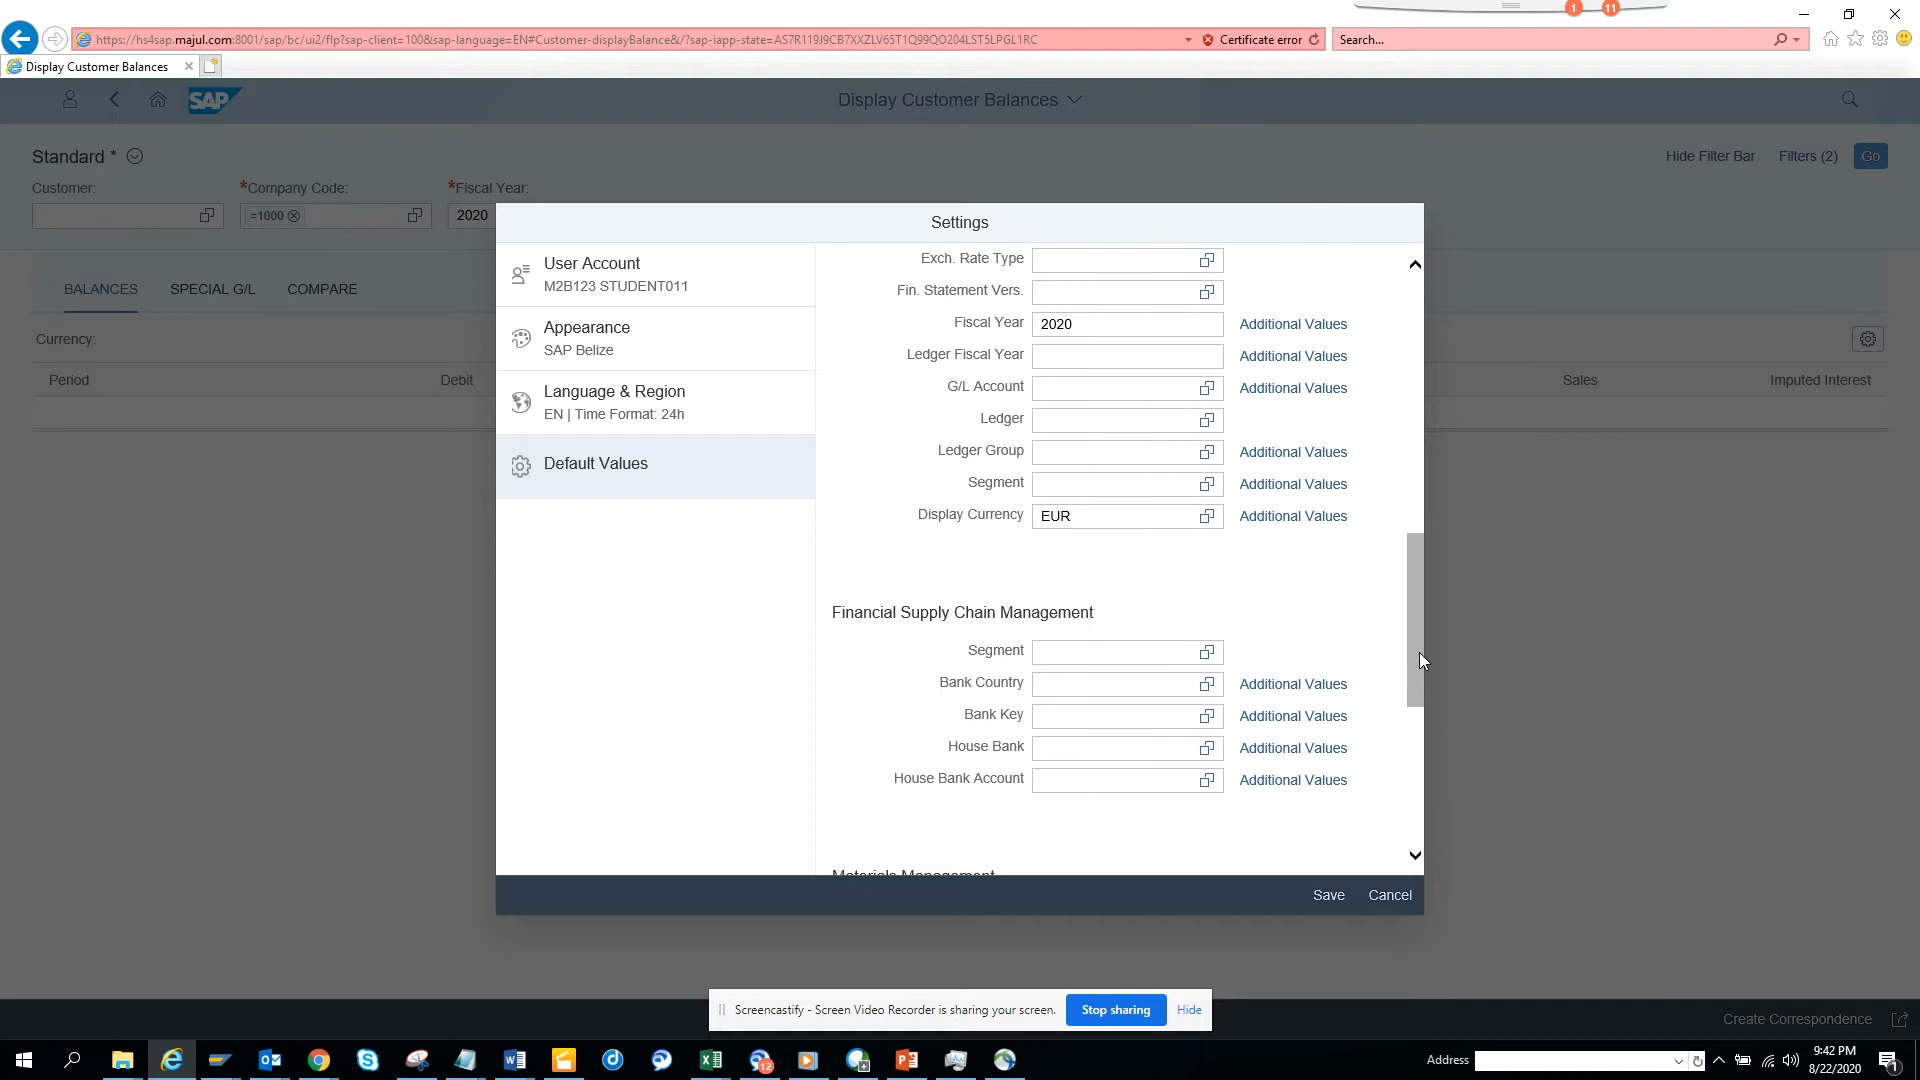 1
11
https://hs4sap.majul.com:8001/sap/bc/ui2/flp?sap-client=100&sap-language=EN#Customer-displayBalance&/?sap-iapp-state=AS7R119J9CB7XXZLV65T1Q99QO204LST5LPGL1RC
Certificate error
Search...
Display Customer Balances
SAP
Display Customer Balances
Standard *
Hide Filter Bar
Filters (2)
Go
Customer:
*Company Code:
*Fiscal Year:
=1000
2020
Settings
BALANCES
SPECIAL G/L
COMPARE
Currency:
Period
Debit
Sales
Imputed Interest
User Account
M2B123 STUDENT011
Appearance
SAP Belize
Language & Region
EN | Time Format: 24h
Default Values
Exch. Rate Type
Fin. Statement Vers.
Fiscal Year 2020 Additional Values
Ledger Fiscal Year Additional Values
G/L Account Additional Values
Ledger
Ledger Group Additional Values
Segment Additional Values
Display Currency EUR Additional Values
Financial Supply Chain Management
Segment
Bank Country Additional Values
Bank Key Additional Values
House Bank Additional Values
House Bank Account Additional Values
Materials Management
Save
Cancel
Screencastify - Screen Video Recorder is sharing your screen.
Stop sharing
Hide
Create Correspondence
12
Address
9:42 PM
8/22/2020
1